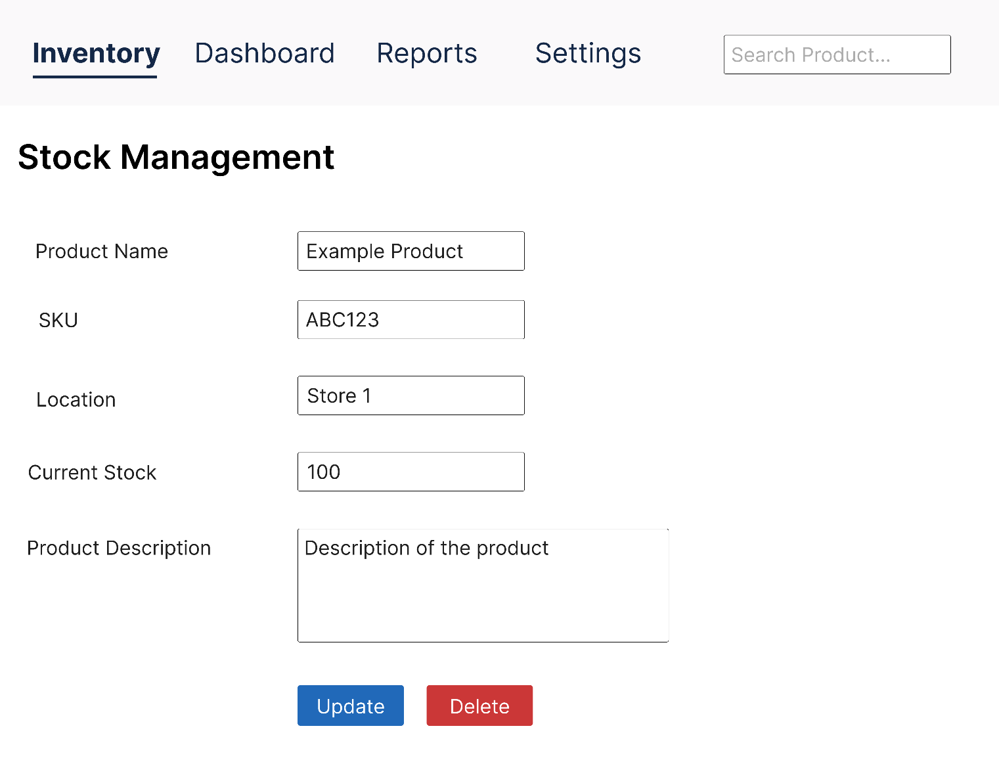 Inventory Dashboard Reports Settings Search Product...
Stock Management
Product Name Example Product
SKU ABC123
Location Store 1
Current Stock 100
Product Description Description of the product
Update Delete